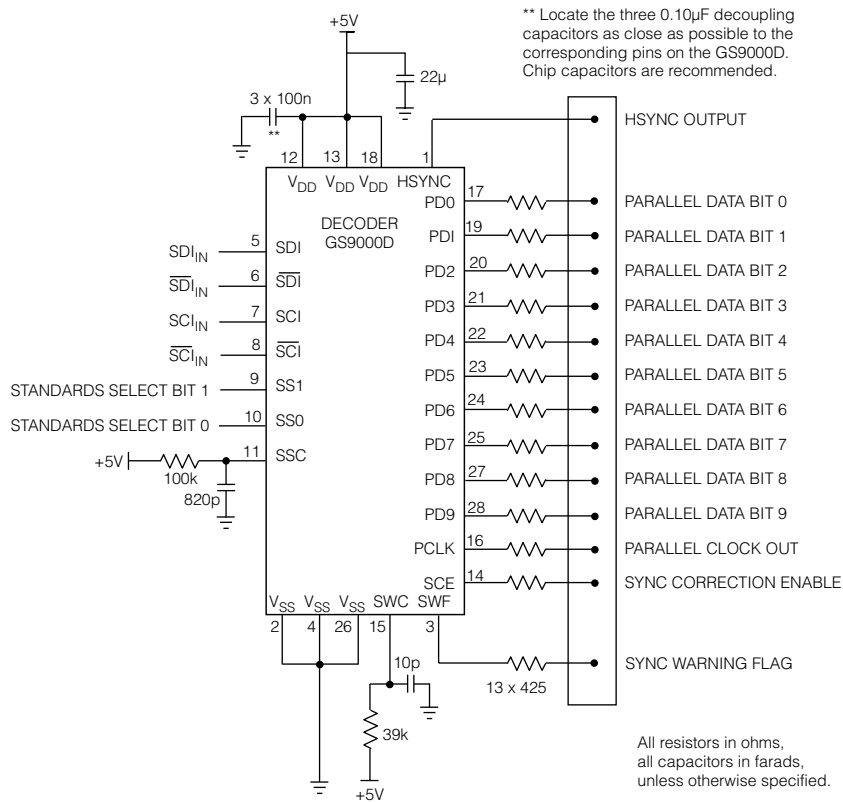 ** Locate the three 0.10µF decoupling
capacitors as close as possible to the
corresponding pins on the GS9000D.
Chip capacitors are recommended.
+5V
22µ
3 x 100n
**
12 13 18 1
VDD VDD VDD HSYNC
HSYNC OUTPUT
DECODER
GS9000D
PD0 17 PARALLEL DATA BIT 0
PDI 19 PARALLEL DATA BIT 1
PD2 20 PARALLEL DATA BIT 2
PD3 21 PARALLEL DATA BIT 3
PD4 22 PARALLEL DATA BIT 4
PD5 23 PARALLEL DATA BIT 5
PD6 24 PARALLEL DATA BIT 6
PD7 25 PARALLEL DATA BIT 7
PD8 27 PARALLEL DATA BIT 8
PD9 28 PARALLEL DATA BIT 9
PCLK 16 PARALLEL CLOCK OUT
SCE 14 SYNC CORRECTION ENABLE
SDIIN 5 SDI
S̅D̅I̅IN 6 S̅D̅I̅
SCIIN 7 SCI
S̅C̅I̅IN 8 S̅C̅I̅
STANDARDS SELECT BIT 1 9 SS1
STANDARDS SELECT BIT 0 10 SS0
+5V 11 SSC
100k
820p
VSS VSS VSS SWC SWF
2 4 26 15 3
SYNC WARNING FLAG
13 x 425
10p
39k
+5V
All resistors in ohms,
all capacitors in farads,
unless otherwise specified.